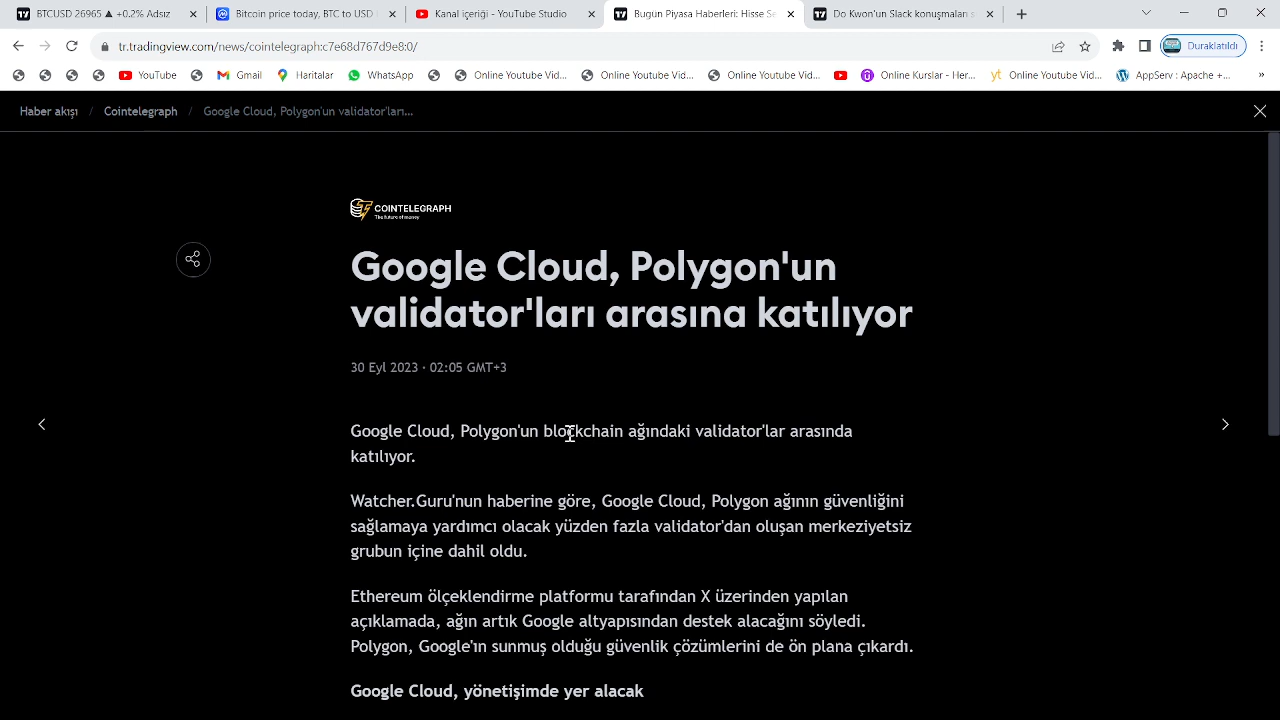 BTCUSD 26965 ▲ +0.2% Adsız
Bitcoin price today, BTC to USD
Kanal içeriği - YouTube Studio
Bugün Piyasa Haberleri: Hisse Se
Do Kwon'un Slack konuşmaları s
tr.tradingview.com/news/cointelegraph:c7e68d767d9e8:0/
Duraklatıldı
YouTube
Gmail
Haritalar
WhatsApp
Online Youtube Vid...
Online Youtube Vid...
Online Youtube Vid...
Online Kurslar - Her...
yt Online Youtube Vid...
AppServ : Apache +...
»
Haber akışı / Cointelegraph / Google Cloud, Polygon'un validator'ları...
COINTELEGRAPH
The future of money
Google Cloud, Polygon'un
validator'ları arasına katılıyor
30 Eyl 2023 · 02:05 GMT+3
Google Cloud, Polygon'un blockchain ağındaki validator'lar arasında
katılıyor.
Watcher.Guru'nun haberine göre, Google Cloud, Polygon ağının güvenliğini
sağlamaya yardımcı olacak yüzden fazla validator'dan oluşan merkeziyetsiz
grubun içine dahil oldu.
Ethereum ölçeklendirme platformu tarafından X üzerinden yapılan
açıklamada, ağın artık Google altyapısından destek alacağını söyledi.
Polygon, Google'ın sunmuş olduğu güvenlik çözümlerini de ön plana çıkardı.
Google Cloud, yönetişimde yer alacak